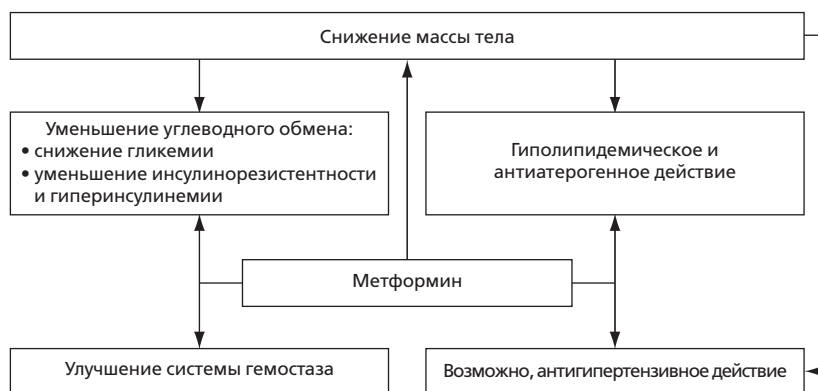 Снижение массы тела
Уменьшение углеводного обмена:
• снижение гликемии
• уменьшение инсулинорезистентности
и гиперинсулинемии
Гиполипидемическое и
антиатерогенное действие
Метформин
Улучшение системы гемостаза
Возможно, антигипертензивное действие